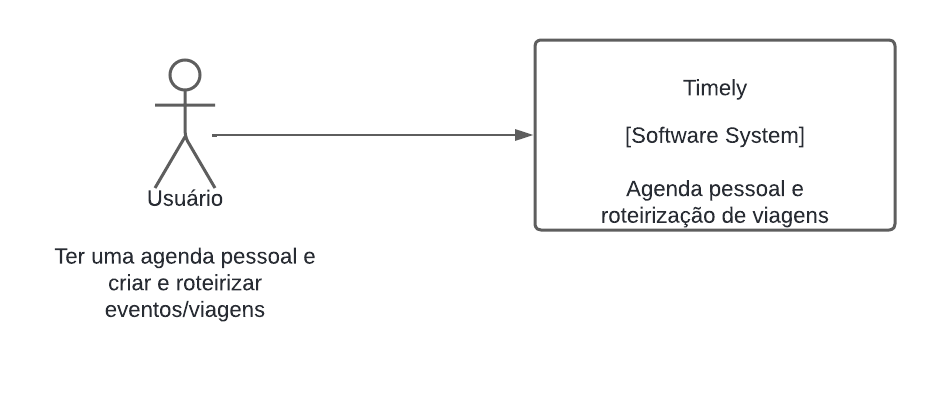 Usuário
Ter uma agenda pessoal e
criar e roteirizar
eventos/viagens
Timely
[Software System]
Agenda pessoal e
roteirização de viagens